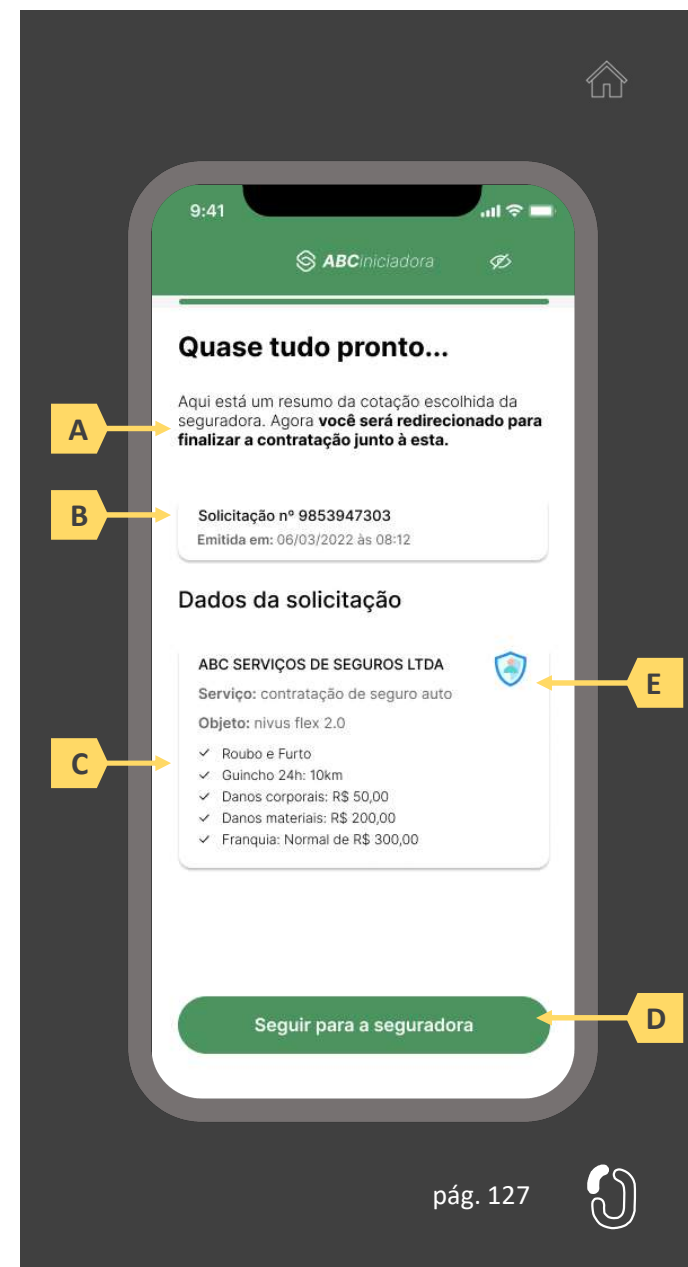 9:41
ABCIniciadora
Quase tudo pronto...
Aqui está um resumo da cotação escolhida da
seguradora. Agora você será redirecionado para
finalizar a contratação junto à esta.
A
B
Solicitação nº 9853947303
Emitida em: 06/03/2022 às 08:12
Dados da solicitação
ABC SERVIÇOS DE SEGUROS LTDA
E
Serviço: contratação de seguro auto
Objeto: nivus flex 2.0
C
Roubo e Furto
Guincho 24h: 10km
Danos corporais: R$ 50,00
Danos materiais: R$ 200,00
Franquia: Normal de R$ 300,00
Seguir para a seguradora
D
pág. 127